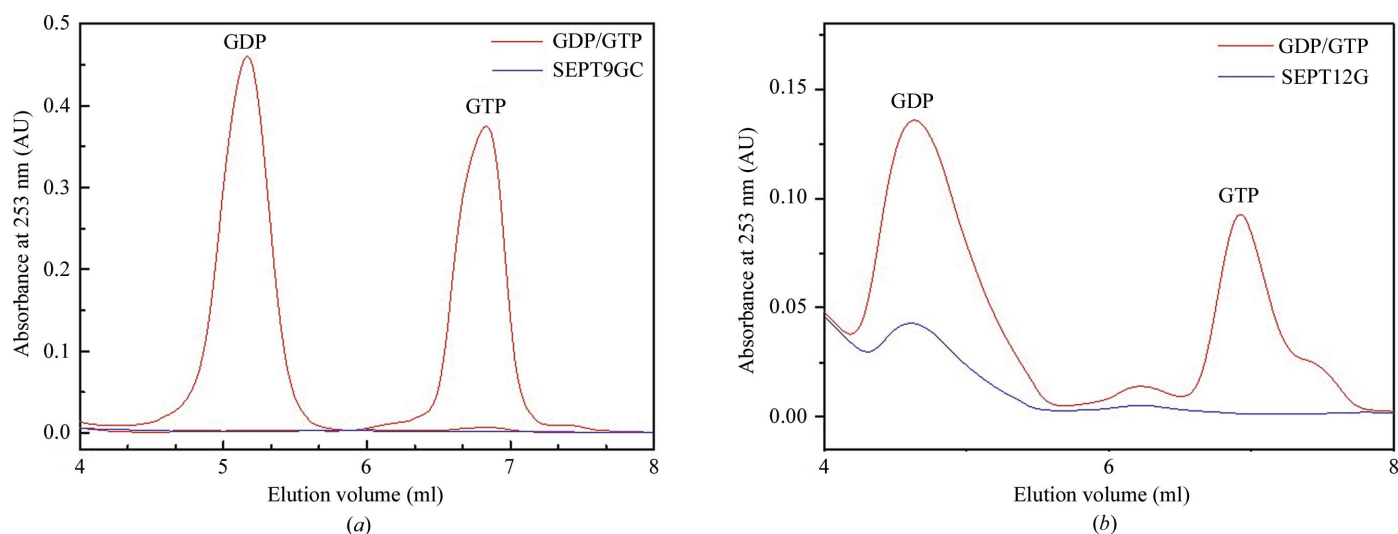 0.5
0.4
0.3
0.2
0.1
0.0
Absorbance at 253 nm (AU)
GDP
GTP
GDP/GTP
SEPT9GC
4
5
6
7
8
Elution volume (ml)
(a)
0.15
0.10
0.05
0.00
Absorbance at 253 nm (AU)
GDP
GTP
GDP/GTP
SEPT12G
4
6
8
Elution volume (ml)
(b)